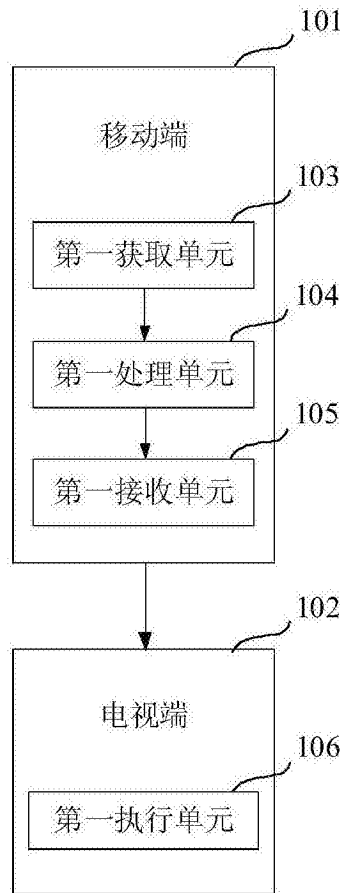 101
移动端
103
第一获取单元
104
第一处理单元
105
第一接收单元
102
电视端
106
第一执行单元